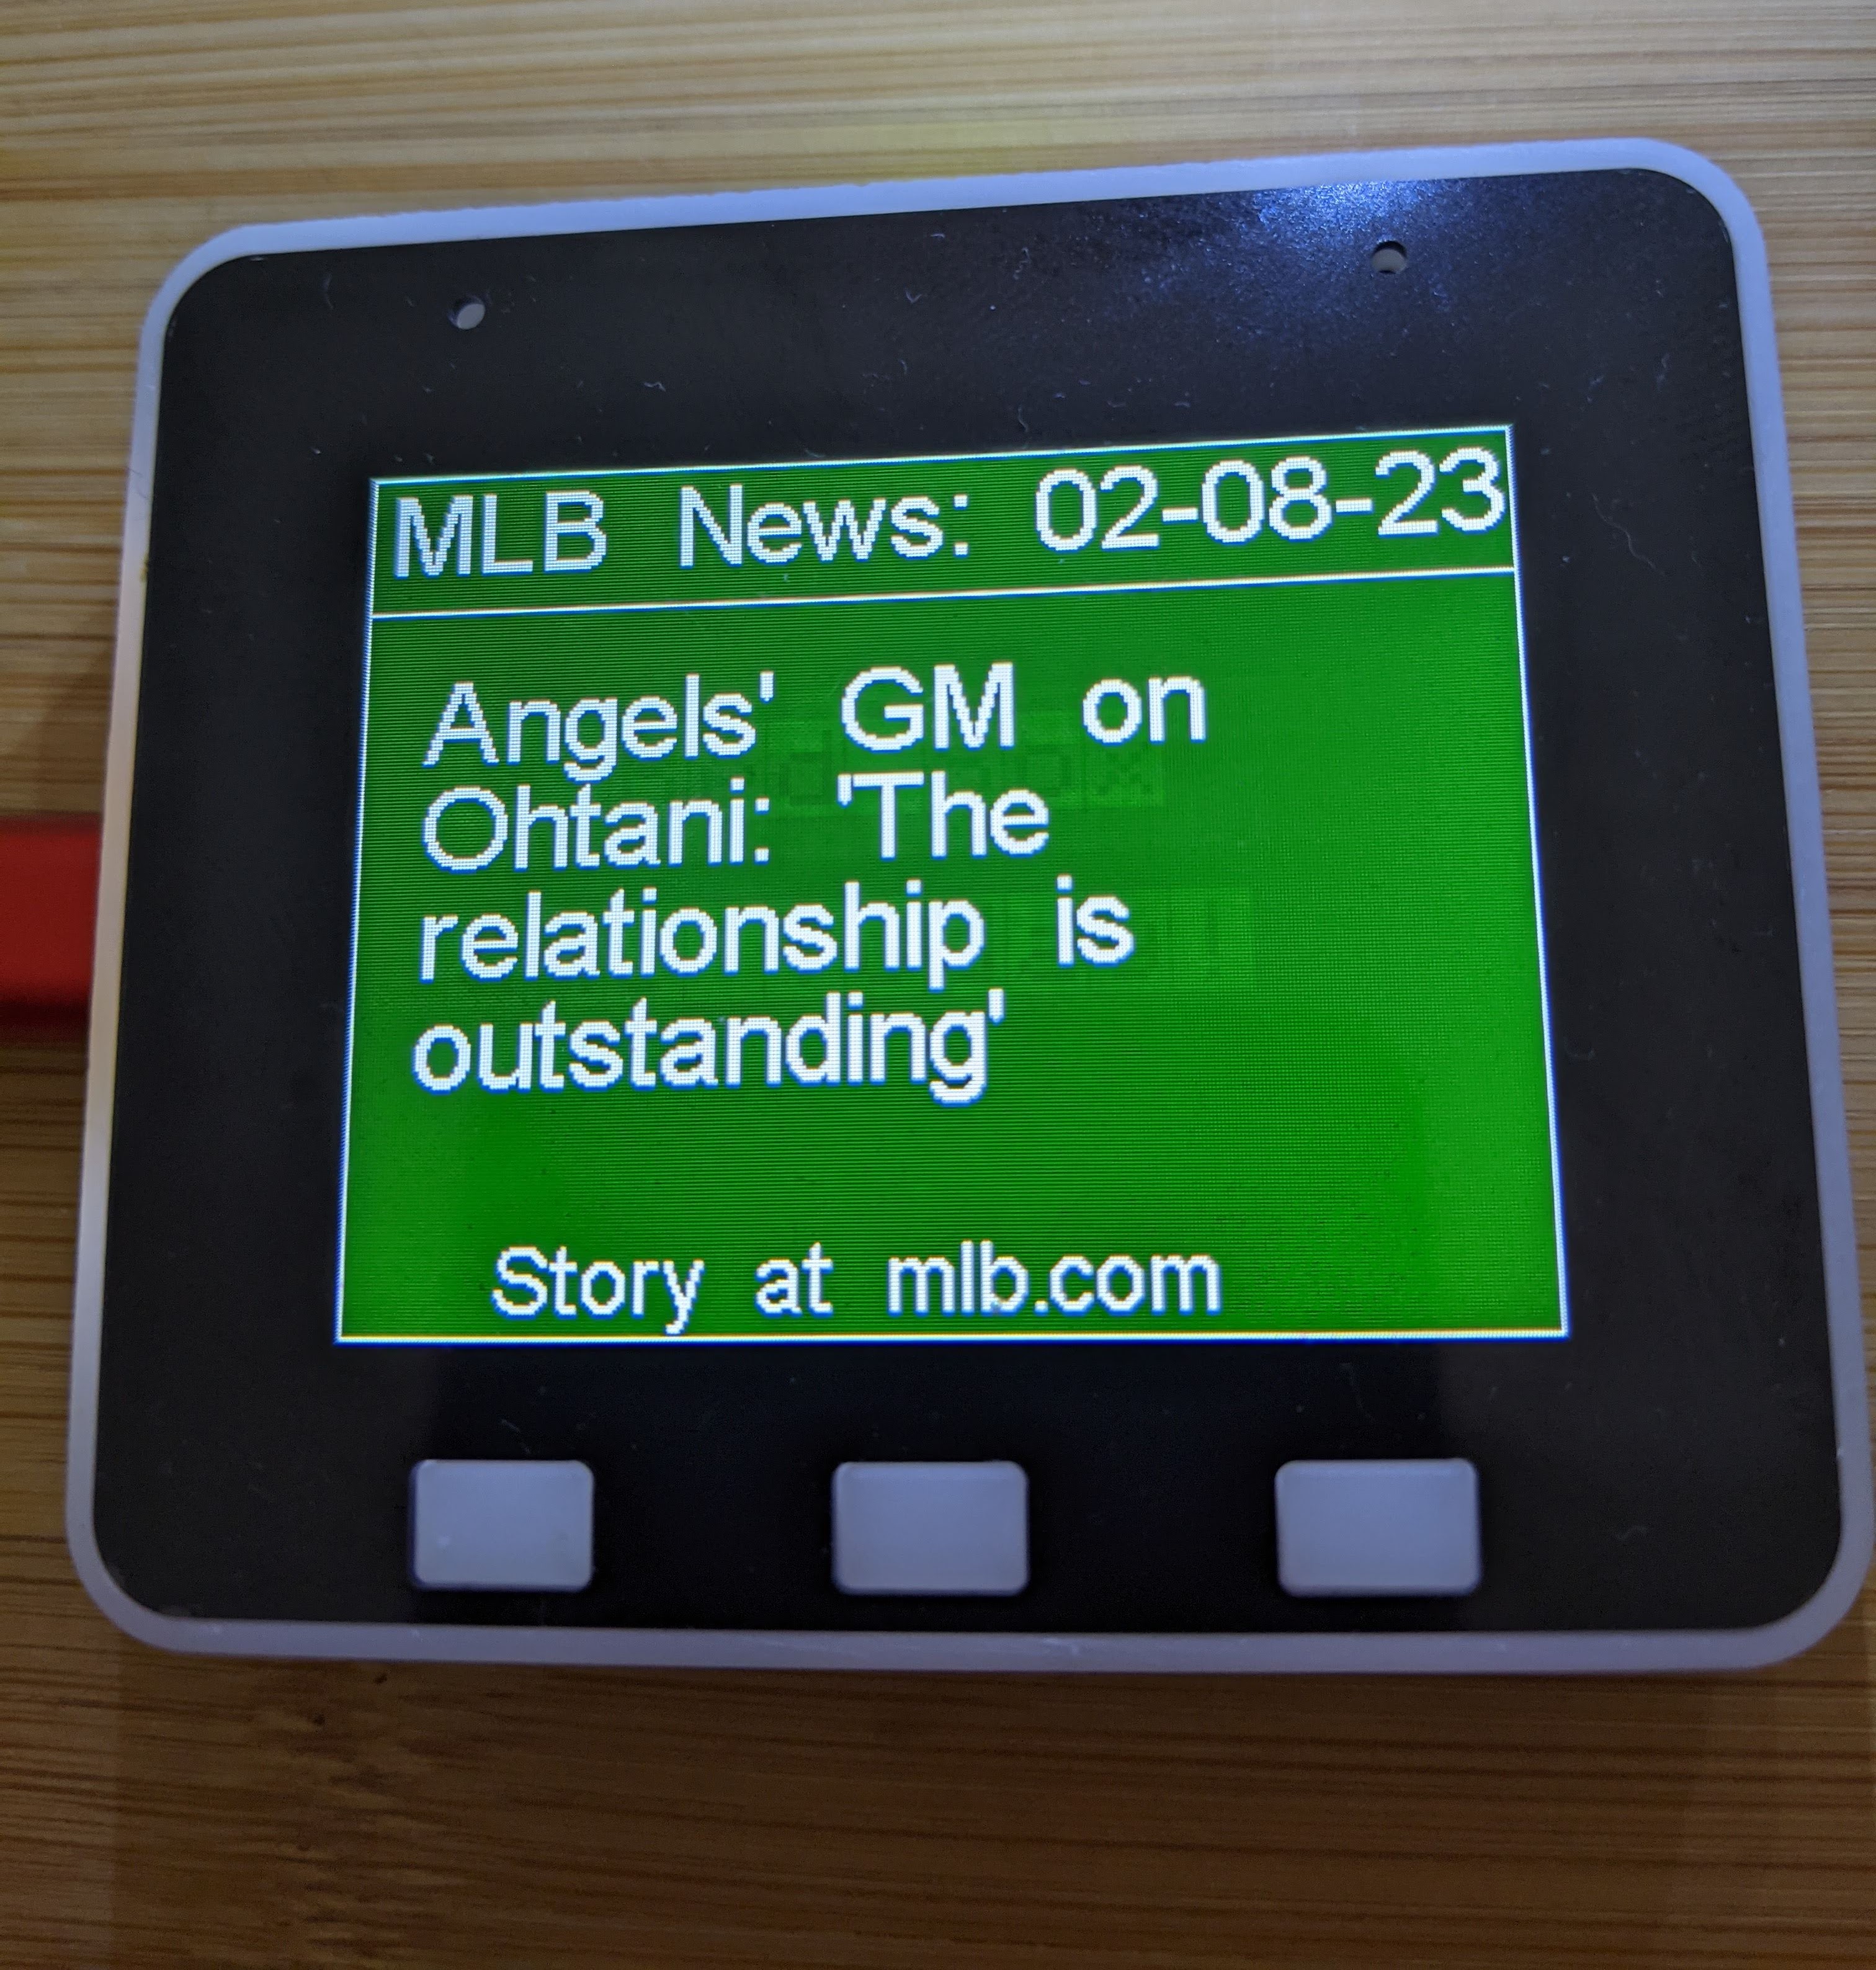 MLB News: 02-08-23
Angels' GM on
Ohtani: 'The
relationship is
outstanding'
Story at mlb.com